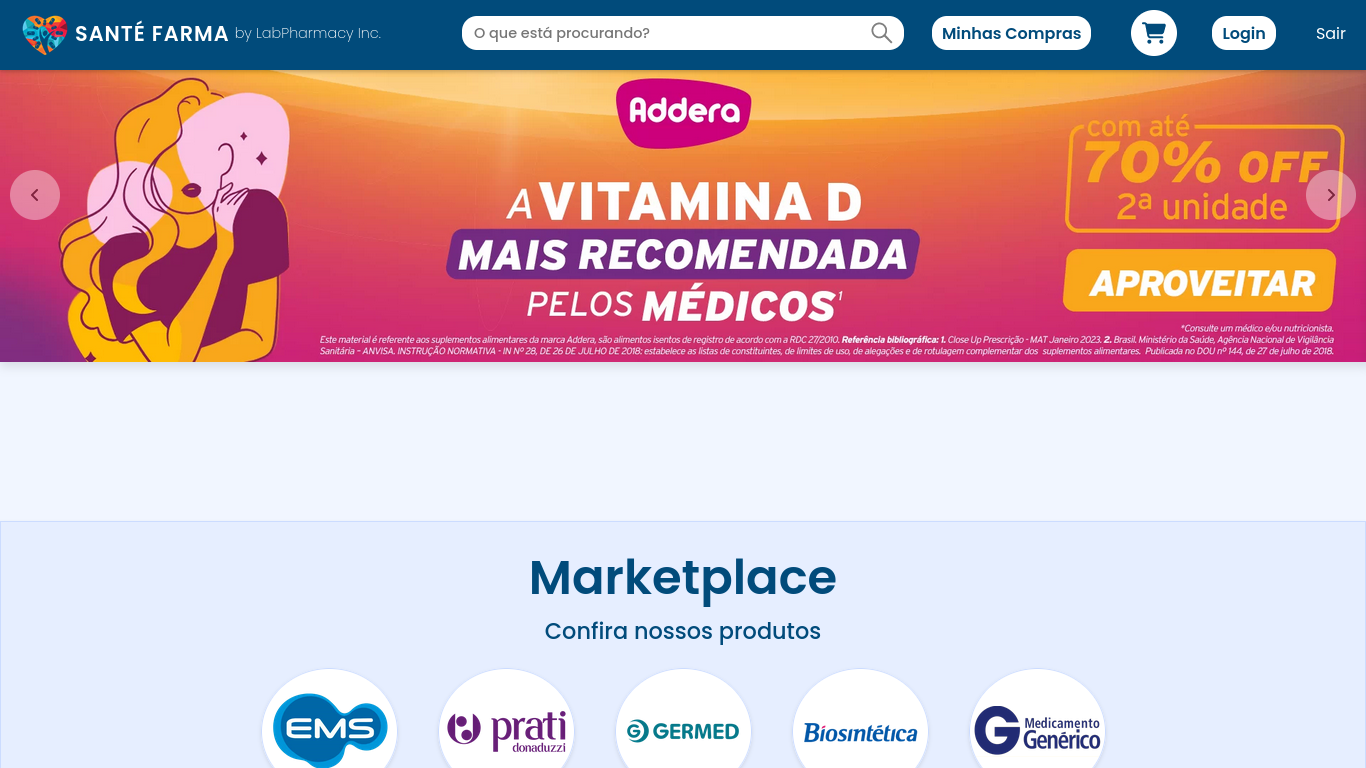 SANTÉ FARMA by LabPharmacy Inc.
O que está procurando?
Minhas Compras
Login
Sair
Addera
A VITAMINA D
MAIS RECOMENDADA
PELOS MÉDICOS¹
com até
70% OFF
2ª unidade
APROVEITAR
*Consulte um médico e/ou nutricionista.
Este material é referente aos suplementos alimentares da marca Addera, são alimentos isentos de registro de acordo com a RDC 27/2010. Referência bibliográfica: 1. Close Up Prescrição - MAT Janeiro 2023. 2. Brasil. Ministério da Saúde, Agência Nacional de Vigilância
Sanitária – ANVISA. INSTRUÇÃO NORMATIVA - IN Nº 28, DE 26 DE JULHO DE 2018: estabelece as listas de constituintes, de limites de uso, de alegações e de rotulagem complementar dos suplementos alimentares. Publicada no DOU nº 144, de 27 de julho de 2018.
Marketplace
Confira nossos produtos
EMS
prati
donaduzzi
GERMED
Biosintética
G Medicamento
Genérico